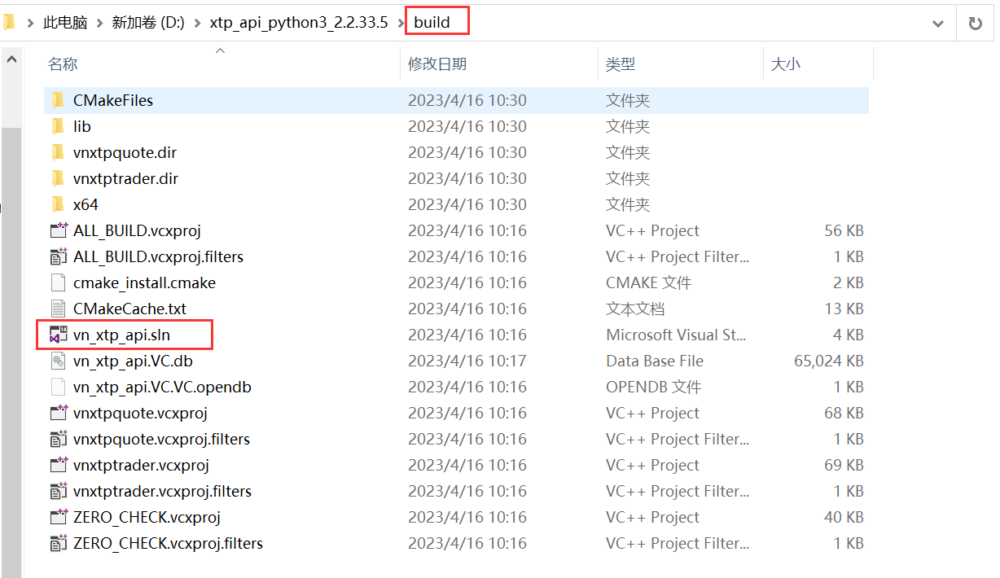 此电脑 > 新加卷 (D:) > xtp_api_python3_2.2.33.5 > build
名称 修改日期 类型 大小
CMakeFiles 2023/4/16 10:30 文件夹
lib 2023/4/16 10:30 文件夹
vnxtpquote.dir 2023/4/16 10:30 文件夹
vnxtptrader.dir 2023/4/16 10:30 文件夹
x64 2023/4/16 10:30 文件夹
ALL_BUILD.vcxproj 2023/4/16 10:16 VC++ Project 56 KB
ALL_BUILD.vcxproj.filters 2023/4/16 10:16 VC++ Project Filter... 1 KB
cmake_install.cmake 2023/4/16 10:16 CMAKE 文件 2 KB
CMakeCache.txt 2023/4/16 10:16 文本文档 13 KB
vn_xtp_api.sln 2023/4/16 10:16 Microsoft Visual St... 4 KB
vn_xtp_api.VC.db 2023/4/16 10:17 Data Base File 65,024 KB
vn_xtp_api.VC.VC.opendb 2023/4/16 10:16 OPENDB 文件 1 KB
vnxtpquote.vcxproj 2023/4/16 10:16 VC++ Project 68 KB
vnxtpquote.vcxproj.filters 2023/4/16 10:16 VC++ Project Filter... 1 KB
vnxtptrader.vcxproj 2023/4/16 10:16 VC++ Project 69 KB
vnxtptrader.vcxproj.filters 2023/4/16 10:16 VC++ Project Filter... 1 KB
ZERO_CHECK.vcxproj 2023/4/16 10:16 VC++ Project 40 KB
ZERO_CHECK.vcxproj.filters 2023/4/16 10:16 VC++ Project Filter... 1 KB